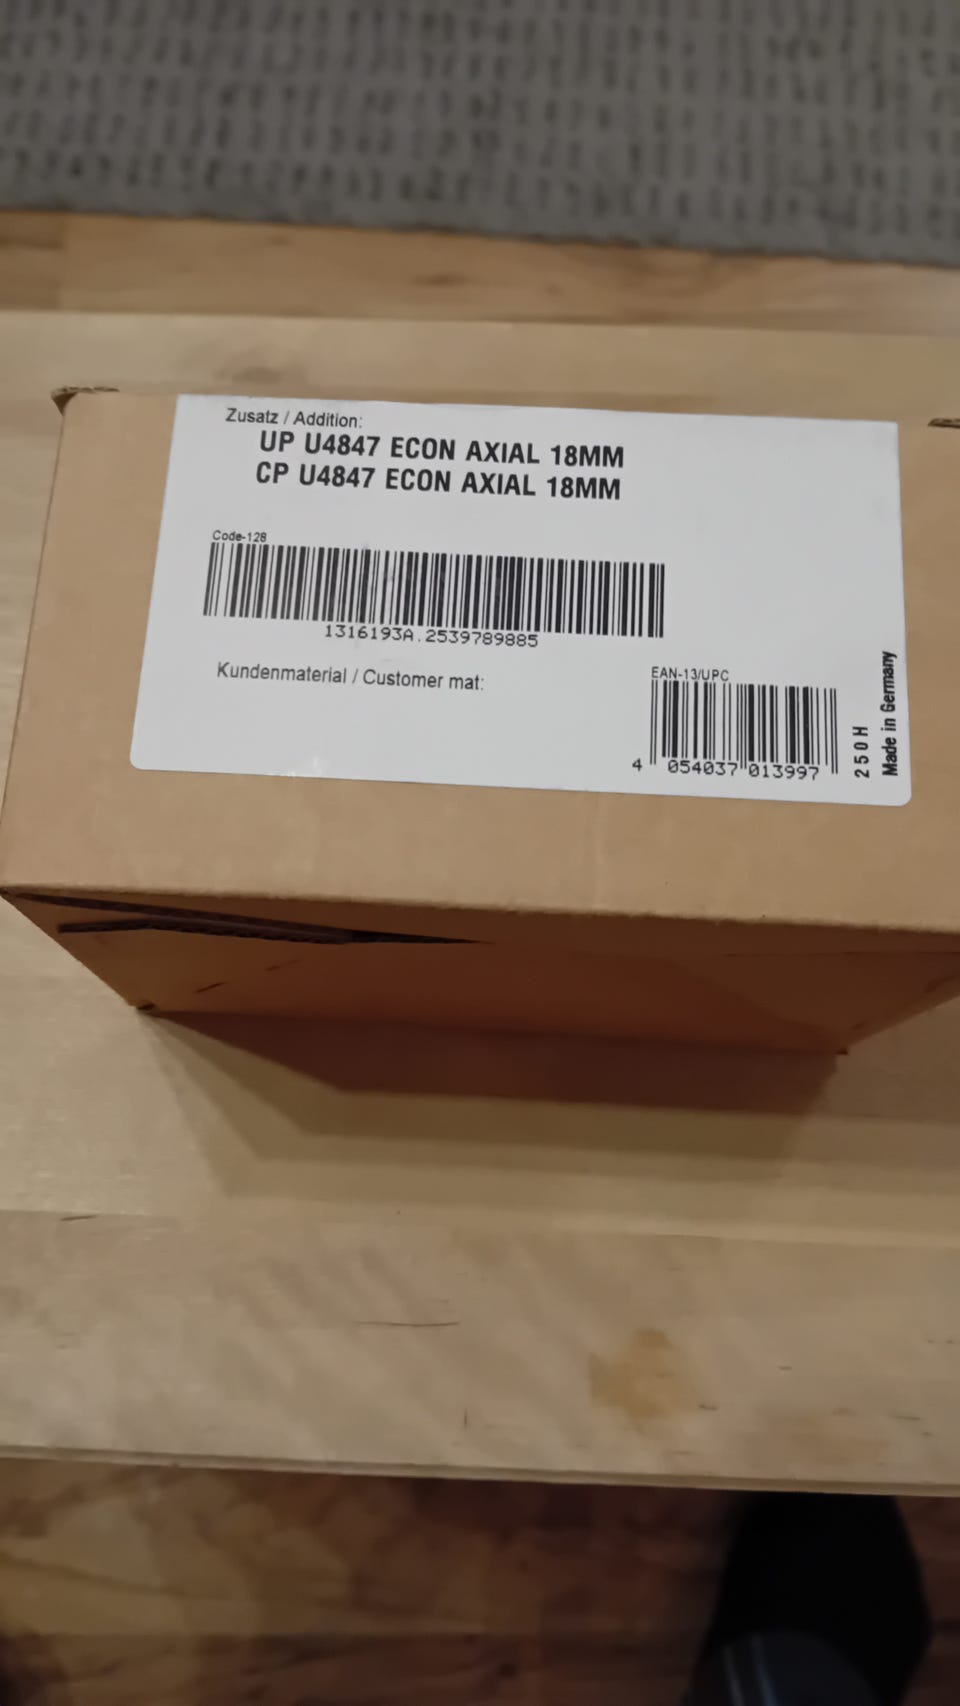 Zusatz / Addition:
UP U4847 ECON AXIAL 18MM
CP U4847 ECON AXIAL 18MM
Code-128
1316193A.2539789885
Kundenmaterial / Customer mat:
EAN-13/UPC
4 054037 013997
250H
Made in Germany